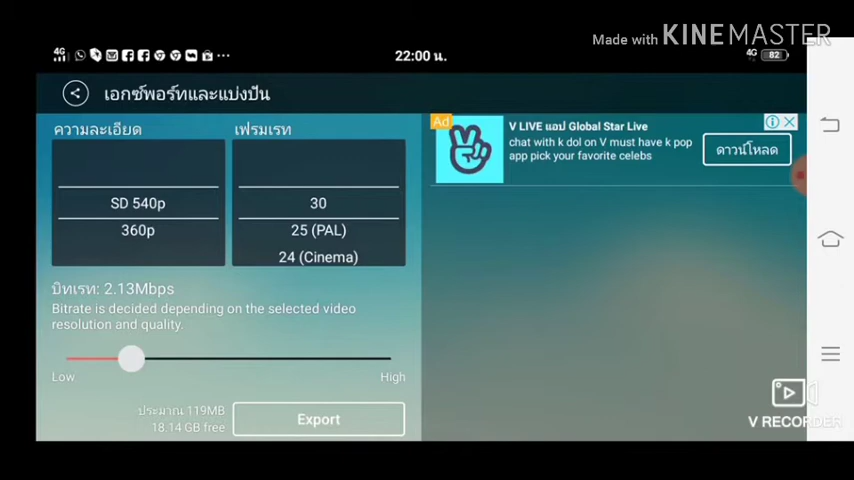 Made with KINEMASTER
4G 22:00 น. 4G 82
เอกซ์พอร์ทและแบ่งปัน
ความละเอียด เฟรมเรท
SD 540p 30
360p 25 (PAL)
24 (Cinema)
บิทเรท: 2.13Mbps
Bitrate is decided depending on the selected video
resolution and quality.
Low High
ประมาณ 119MB
18.14 GB free
Export
Ad
V LIVE แอป Global Star Live
chat with k dol on V must have k pop
app pick your favorite celebs
ดาวน์โหลด
V RECORDER